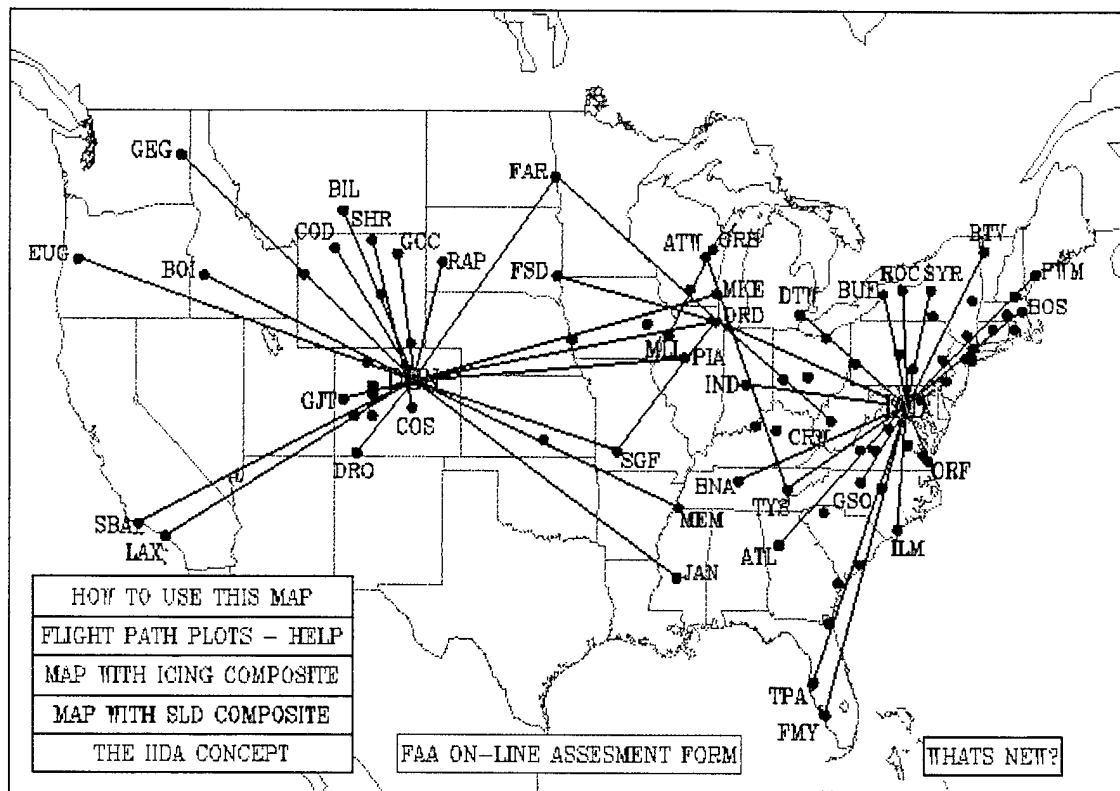 GEG
FAR
BIL
SHR
COD
GCC
EUG
BOI
RAP
FSD
ATW
GRB
BTV
ROC
SYR
PWM
MKE
DTW
BUF
BOS
ORD
MLI
PIA
IND
GJT
COS
CRW
DRO
SGF
BNA
ORF
TYS
GSO
SBA
MEM
LAX
ATL
ILM
JAN
HOW TO USE THIS MAP
FLIGHT PATH PLOTS - HELP
MAP WITH ICING COMPOSITE
TPA
MAP WITH SLD COMPOSITE
FMY
THE IIDA CONCEPT
FAA ON-LINE ASSESMENT FORM
WHATS NEW?